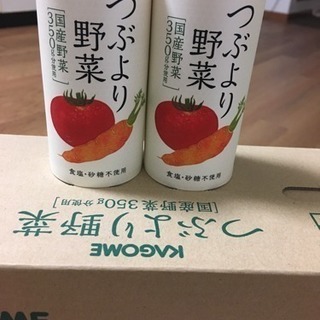 つぶより
野菜
[国産野菜
350g分使用]
食塩・砂糖不使用
つぶより
野菜
[国産野菜
350g分使用]
食塩・砂糖不使用
KAGOME
つぶより野菜
[国産野菜350g分使用]